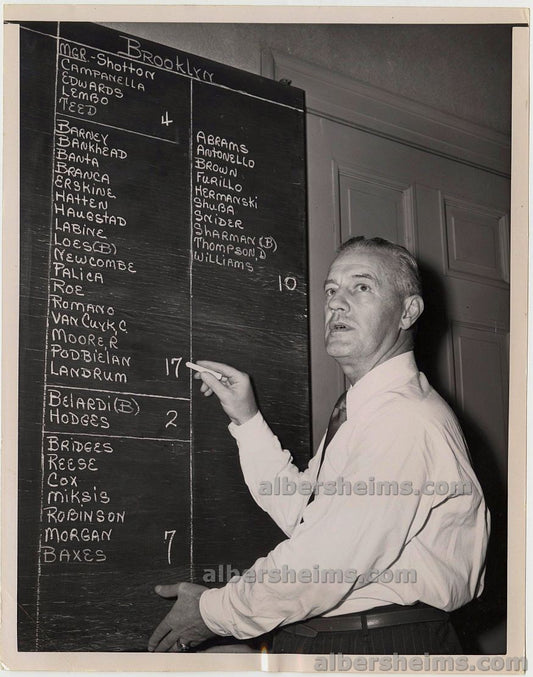 Brooklyn
MGR.-Shotton
CAMPANELLA
EDWARDS
LEMBO
TEED
4
BARNEY
BANKHEAD
BANTA
BRANCA
ERSKINE
HATTEN
HAUGSTAD
LABINE
LOES(B)
NEWCOMBE
PALICA
ROE
ROMANO
VAN CUYK, C
MOORE, R
PODBIELAN
LANDRUM
17
BELARDI(B)
HODGES
2
BRIDGES
REESE
COX
MIKSIS
ROBINSON
MORGAN
BAXES
7
ABRAMS
ANTONELLO
BROWN
FURILLO
HERMANSKI
SHUBA
SNIDER
SHARMAN(B)
THOMPSON, D
WILLIAMS
10
albersheims.com
albersheims.com
albersheims.com